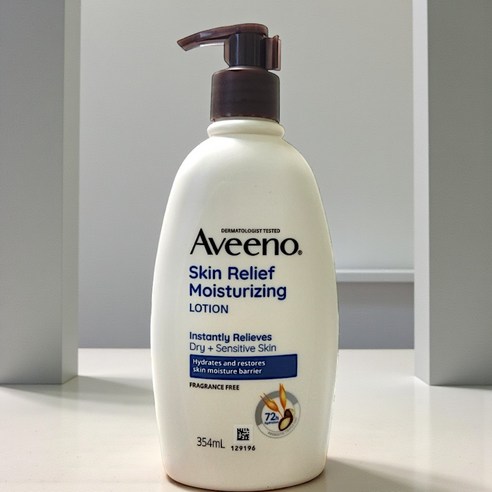 DERMATOLOGIST TESTED
Aveeno®
Skin Relief
Moisturizing
LOTION
Instantly Relieves
Dry + Sensitive Skin
Hydrates and restores
skin moisture barrier
FRAGRANCE FREE
72h
354mL
129196